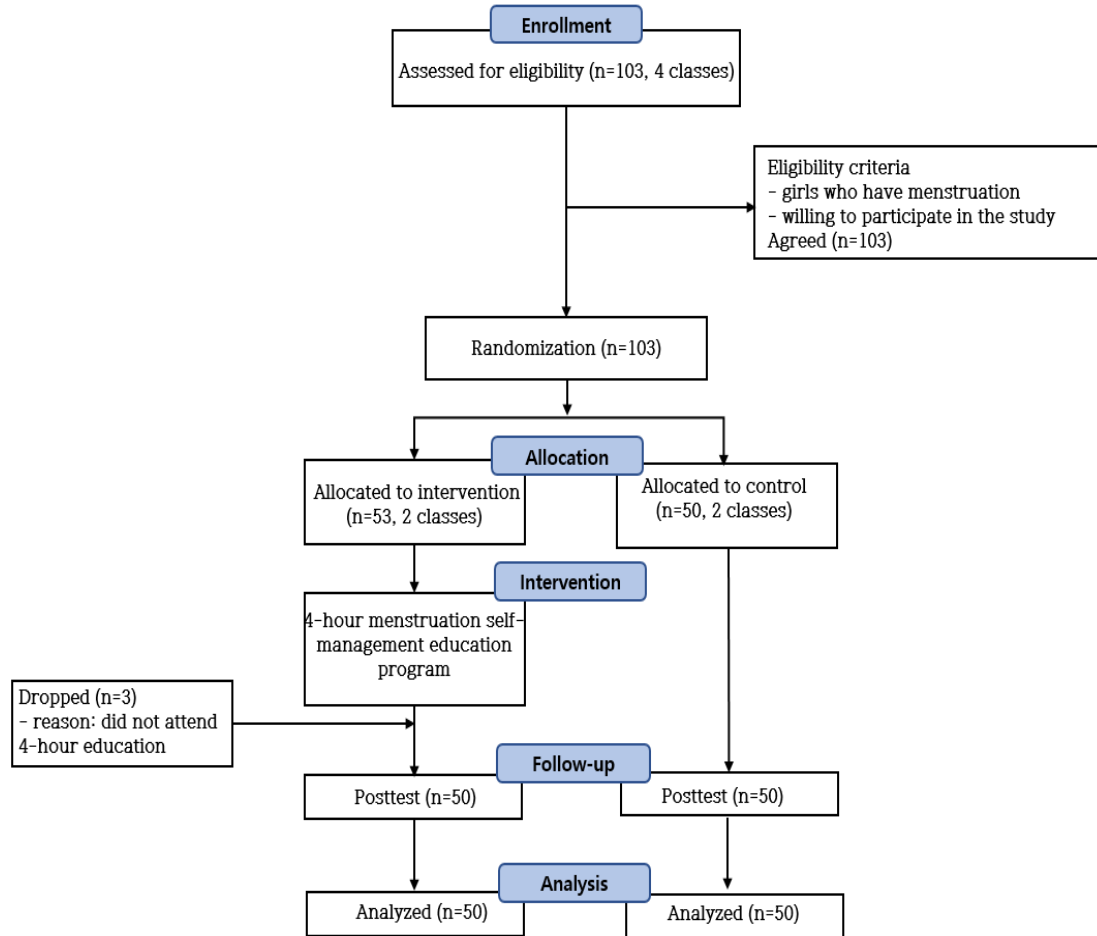 Enrollment
Assessed for eligibility (n=103, 4 classes)
Eligibility criteria
- girls who have menstruation
- willing to participate in the study
Agreed (n=103)
Randomization (n=103)
Allocation
Allocated to intervention
(n=53, 2 classes)
Allocated to control
(n=50, 2 classes)
Intervention
4-hour menstruation self-
management education
program
Dropped (n=3)
- reason: did not attend
4-hour education
Follow-up
Posttest (n=50)
Posttest (n=50)
Analysis
Analyzed (n=50)
Analyzed (n=50)